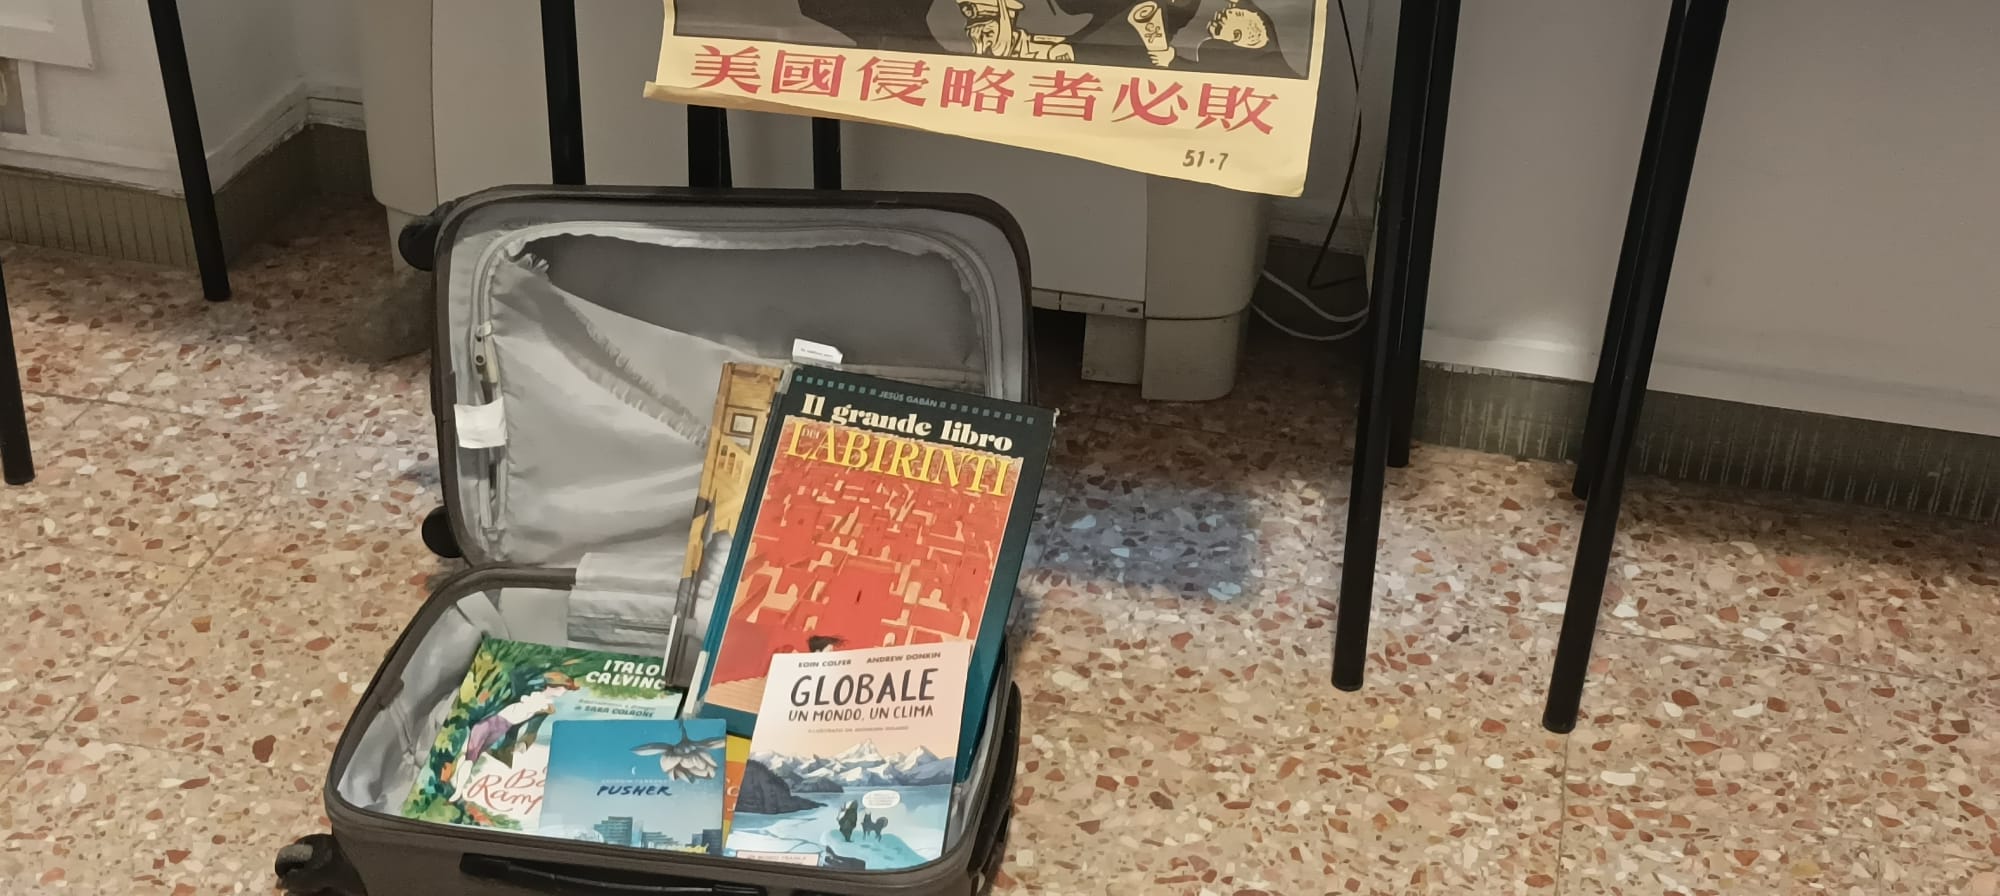 美國侵略者必敗
51·7
JESÚS GABÁN
Il grande libro
DEI
LABIRINTI
EOIN COLFER ANDREW DONKIN
GLOBALE
UN MONDO, UN CLIMA
ITALO
CALVINO
SARA COLAONE
PUSHER